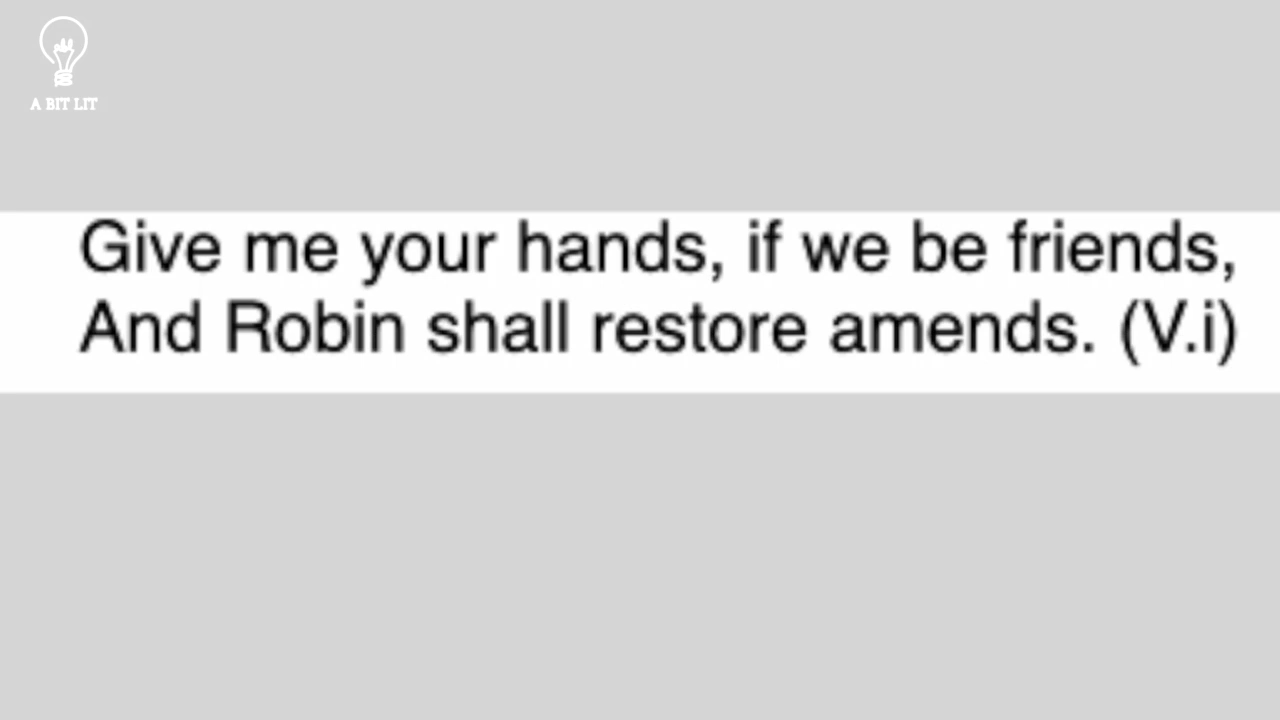 A BIT LIT
Give me your hands, if we be friends,
And Robin shall restore amends. (V.i)